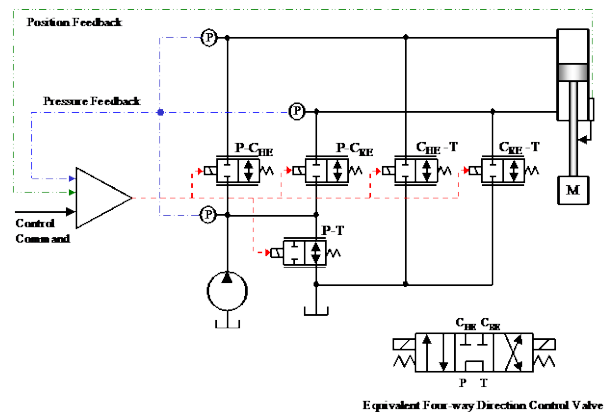 Position Feedback
P
Pressure Feedback
P
P-C_HE
P-C_RE
C_HE-T
C_RE-T
M
Control
Command
P
P-T
C_HE C_RE
P T
Equivalent Four-way Direction Control Valve